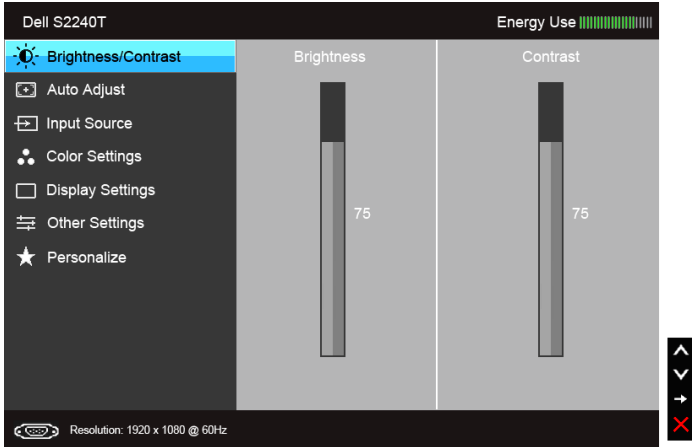 Dell S2240T
Energy Use
Brightness/Contrast
Brightness
Contrast
Auto Adjust
Input Source
Color Settings
Display Settings
75
75
Other Settings
Personalize
Resolution: 1920 x 1080 @ 60Hz